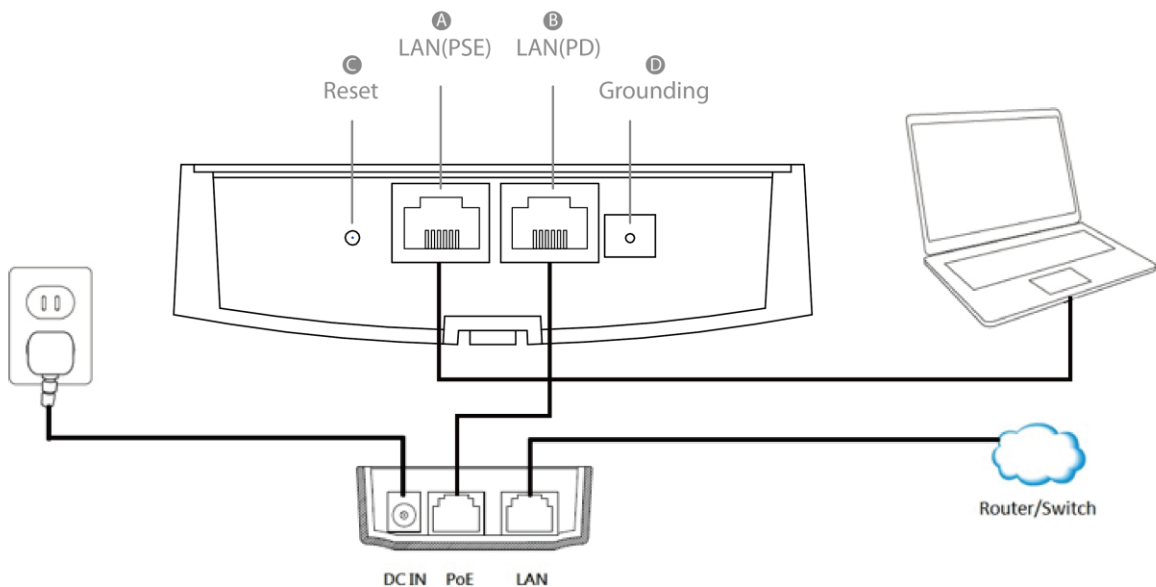 A
LAN(PSE)
B
LAN(PD)
C
Reset
D
Grounding
Router/Switch
DC IN PoE LAN